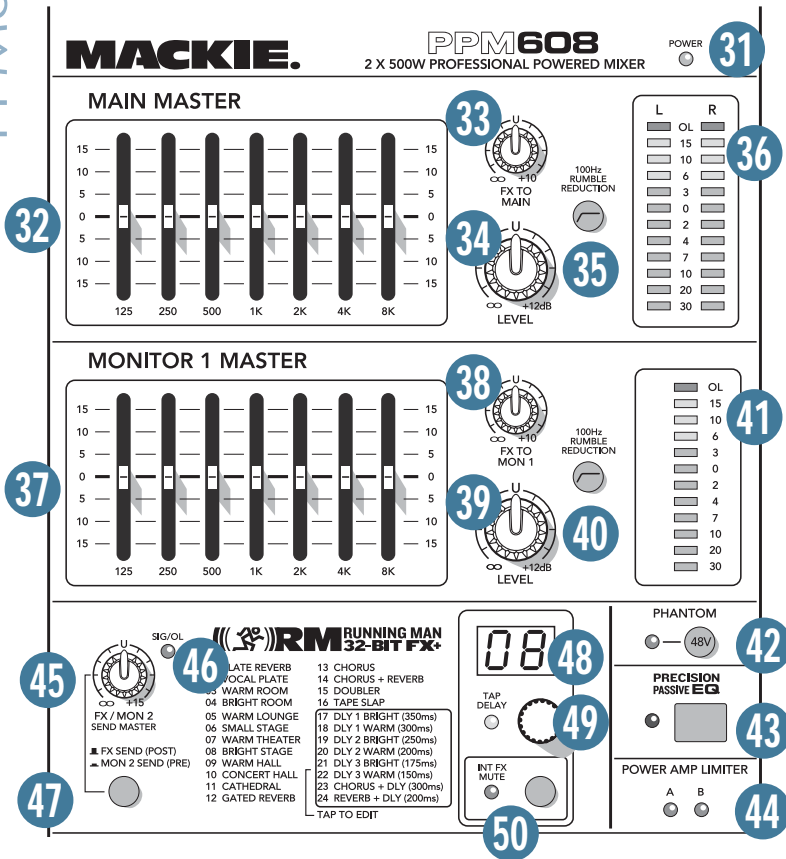 MACKIE.
PPM608
2 X 500W PROFESSIONAL POWERED MIXER
POWER
31
MAIN MASTER
32
15 15
10 10
5 5
0 0
5 5
10 10
15 15
125 250 500 1K 2K 4K 8K
33
U
∞ +10
FX TO
MAIN
34
U
∞ +12dB
LEVEL
100Hz
RUMBLE
REDUCTION
35
L R
OL
15
10
6
3
0
2
4
7
10
20
30
36
MONITOR 1 MASTER
37
15 15
10 10
5 5
0 0
5 5
10 10
15 15
125 250 500 1K 2K 4K 8K
38
U
∞ +10
FX TO
MON 1
39
U
∞ +12dB
LEVEL
100Hz
RUMBLE
REDUCTION
40
OL
15
10
6
3
0
2
4
7
10
20
30
41
45
U
∞ +15
FX / MON 2
SEND MASTER
SIG/OL
46
FX SEND (POST)
MON 2 SEND (PRE)
47
RM RUNNING MAN
32-BIT FX+
LATE REVERB
OCAL PLATE
03 WARM ROOM
04 BRIGHT ROOM
05 WARM LOUNGE
06 SMALL STAGE
07 WARM THEATER
08 BRIGHT STAGE
09 WARM HALL
10 CONCERT HALL
11 CATHEDRAL
12 GATED REVERB
13 CHORUS
14 CHORUS + REVERB
15 DOUBLER
16 TAPE SLAP
17 DLY 1 BRIGHT (350ms)
18 DLY 1 WARM (300ms)
19 DLY 2 BRIGHT (250ms)
20 DLY 2 WARM (200ms)
21 DLY 3 BRIGHT (175ms)
22 DLY 3 WARM (150ms)
23 CHORUS + DLY (300ms)
24 REVERB + DLY (200ms)
TAP TO EDIT
08
48
TAP
DELAY
49
INT FX
MUTE
50
PHANTOM
48V
42
PRECISION
PASSIVE EQ
43
POWER AMP LIMITER
A B
44